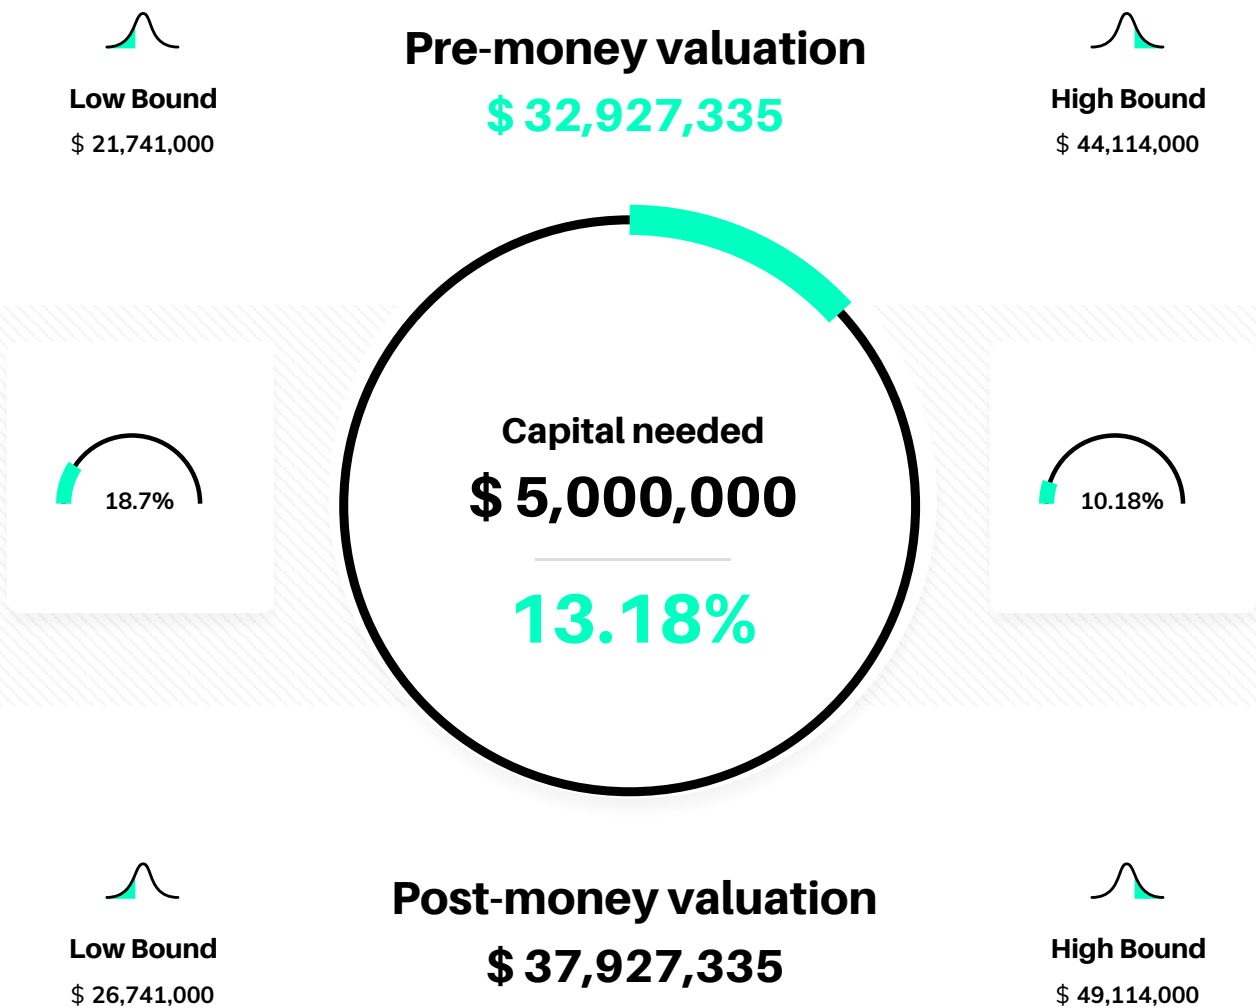 Pre-money valuation
$ 32,927,335
Low Bound
$ 21,741,000
High Bound
$ 44,114,000
Capital needed
$ 5,000,000
13.18%
18.7%
10.18%
Post-money valuation
$ 37,927,335
Low Bound
$ 26,741,000
High Bound
$ 49,114,000